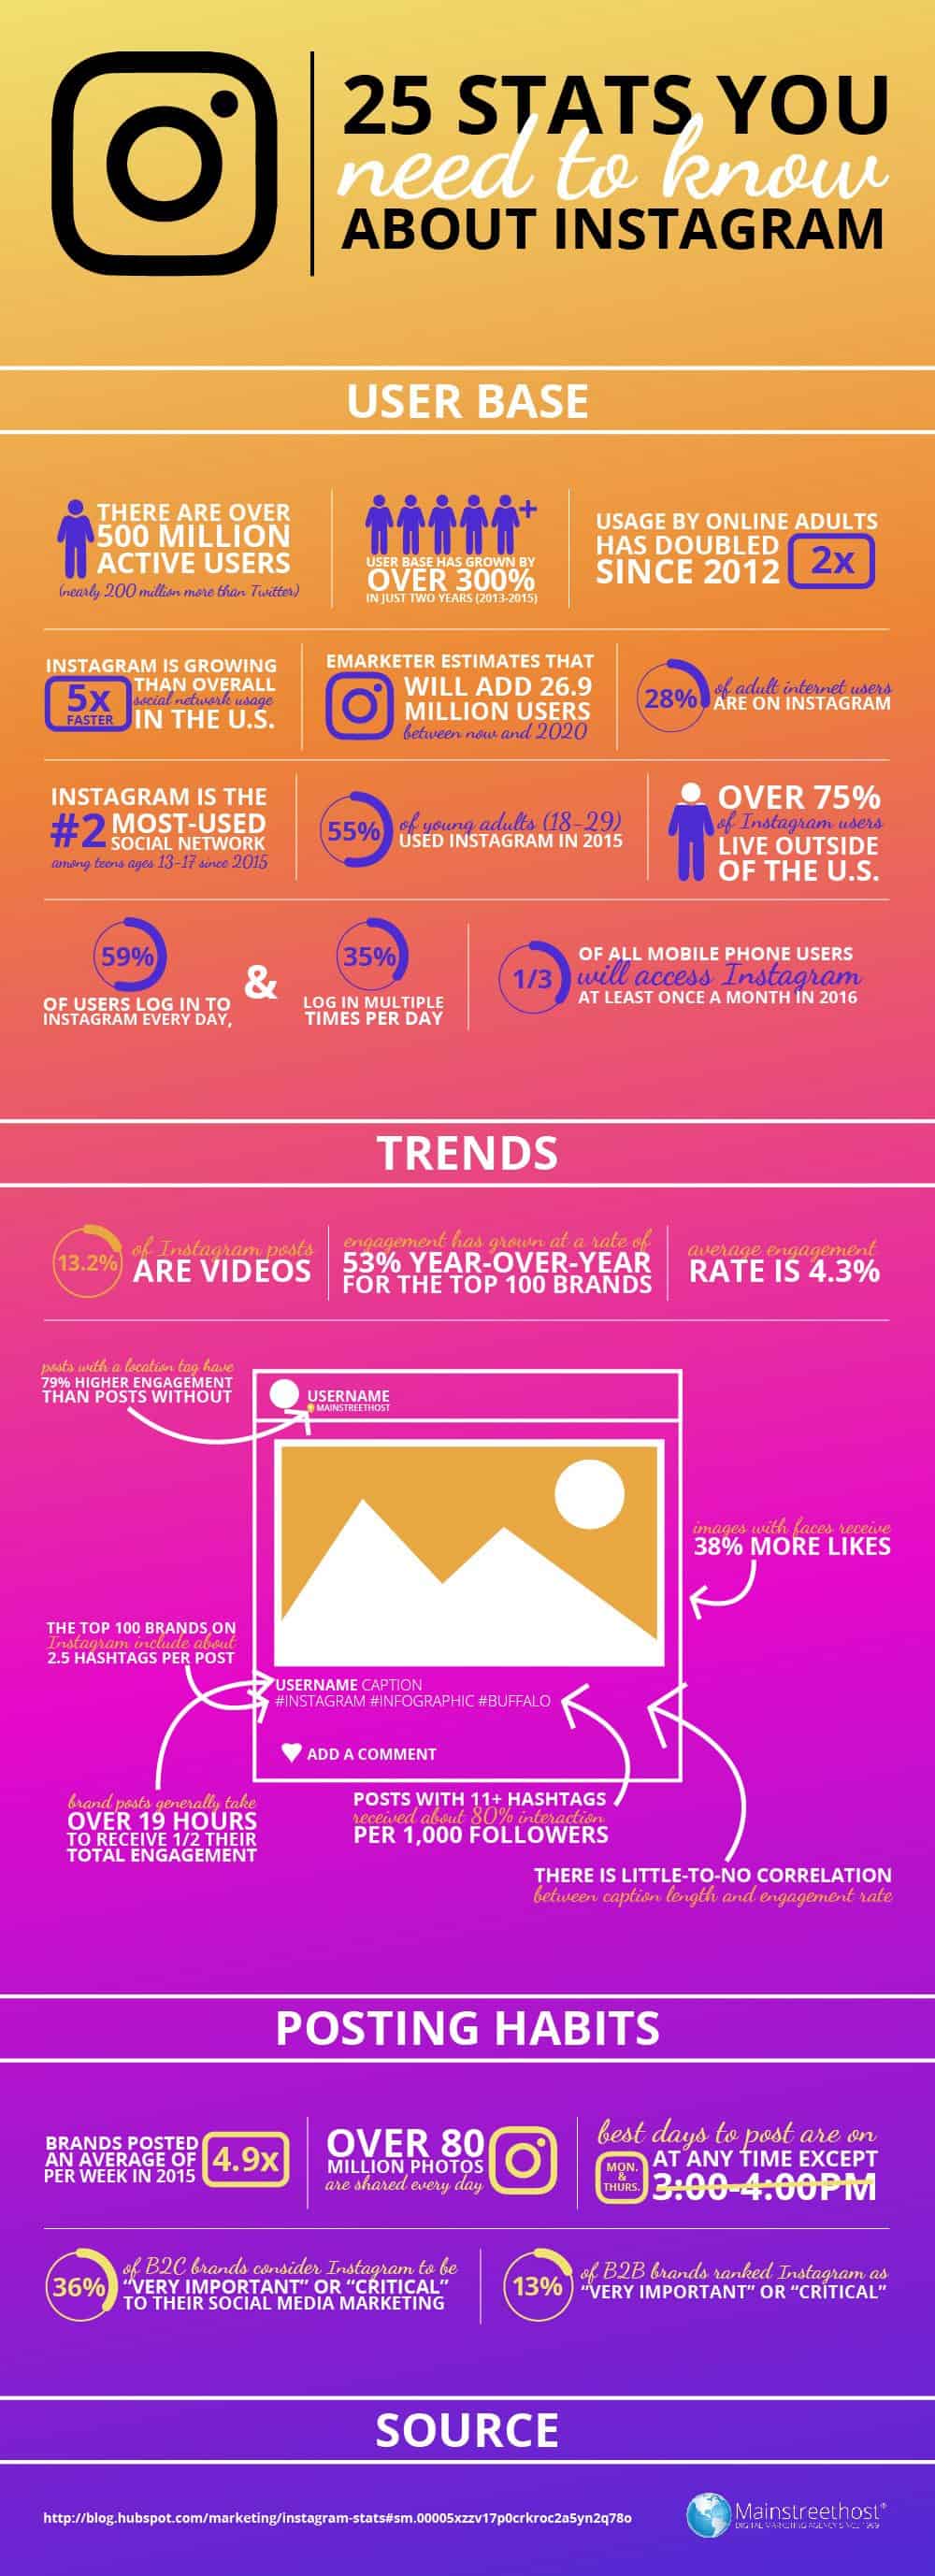 25 STATS YOU
need to know
ABOUT INSTAGRAM
USER BASE
THERE ARE OVER
500 MILLION
ACTIVE USERS
(nearly 200 million more than Twitter)
+
USER BASE HAS GROWN BY
OVER 300%
IN JUST TWO YEARS (2013-2015)
USAGE BY ONLINE ADULTS
HAS DOUBLED
SINCE 2012
2x
INSTAGRAM IS GROWING
5x
FASTER
THAN OVERALL
social network usage
IN THE U.S.
EMARKETER ESTIMATES THAT
WILL ADD 26.9
MILLION USERS
between now and 2020
28%
of adult internet users
ARE ON INSTAGRAM
INSTAGRAM IS THE
#2 MOST-USED
SOCIAL NETWORK
among teens ages 13-17 since 2015
55%
of young adults (18-29)
USED INSTAGRAM IN 2015
OVER 75%
of Instagram users
LIVE OUTSIDE
OF THE U.S.
59%
OF USERS LOG IN TO
INSTAGRAM EVERY DAY,
&
35%
LOG IN MULTIPLE
TIMES PER DAY
1/3
OF ALL MOBILE PHONE USERS
will access Instagram
AT LEAST ONCE A MONTH IN 2016
TRENDS
13.2%
of Instagram posts
ARE VIDEOS
engagement has grown at a rate of
53% YEAR-OVER-YEAR
FOR THE TOP 100 BRANDS
average engagement
RATE IS 4.3%
posts with a location tag have
79% HIGHER ENGAGEMENT
THAN POSTS WITHOUT
USERNAME
MAINSTREETHOST
images with faces receive
38% MORE LIKES
THE TOP 100 BRANDS ON
Instagram include about
2.5 HASHTAGS PER POST
USERNAME CAPTION
#INSTAGRAM #INFOGRAPHIC #BUFFALO
ADD A COMMENT
brand posts generally take
OVER 19 HOURS
TO RECEIVE 1/2 THEIR
TOTAL ENGAGEMENT
POSTS WITH 11+ HASHTAGS
received about 80% interaction
PER 1,000 FOLLOWERS
THERE IS LITTLE-TO-NO CORRELATION
between caption length and engagement rate
POSTING HABITS
BRANDS POSTED
AN AVERAGE OF
PER WEEK IN 2015
4.9x
OVER 80
MILLION PHOTOS
are shared every day
best days to post are on
MON.
&
THURS.
AT ANY TIME EXCEPT
3:00-4:00PM
36%
of B2C brands consider Instagram to be
“VERY IMPORTANT” OR “CRITICAL”
TO THEIR SOCIAL MEDIA MARKETING
13%
of B2B brands ranked Instagram as
“VERY IMPORTANT” OR “CRITICAL”
SOURCE
http://blog.hubspot.com/marketing/instagram-stats#sm.00005xzzv17p0crkroc2a5yn2q78o
Mainstreethost®
DIGITAL MARKETING AGENCY SINCE 1999